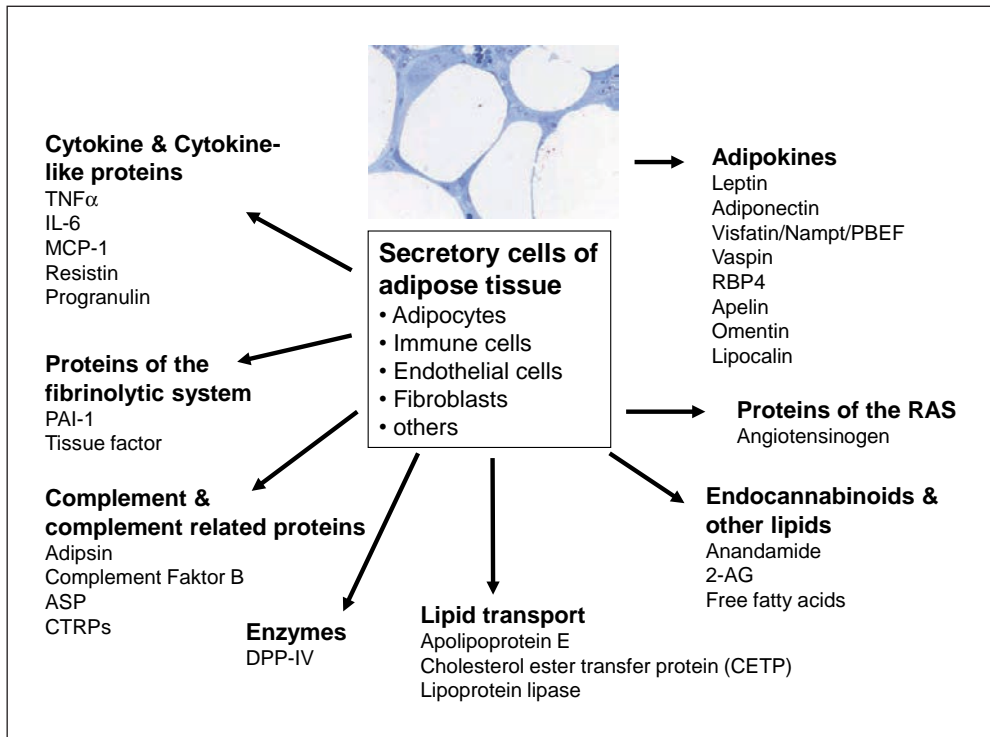 Cytokine & Cytokine-
like proteins
TNFα
IL-6
MCP-1
Resistin
Progranulin
Proteins of the
fibrinolytic system
PAI-1
Tissue factor
Complement &
complement related proteins
Adipsin
Complement Faktor B
ASP
CTRPs
Enzymes
DPP-IV
Secretory cells of
adipose tissue
• Adipocytes
• Immune cells
• Endothelial cells
• Fibroblasts
• others
Lipid transport
Apolipoprotein E
Cholesterol ester transfer protein (CETP)
Lipoprotein lipase
Adipokines
Leptin
Adiponectin
Visfatin/Nampt/PBEF
Vaspin
RBP4
Apelin
Omentin
Lipocalin
Proteins of the RAS
Angiotensinogen
Endocannabinoids &
other lipids
Anandamide
2-AG
Free fatty acids